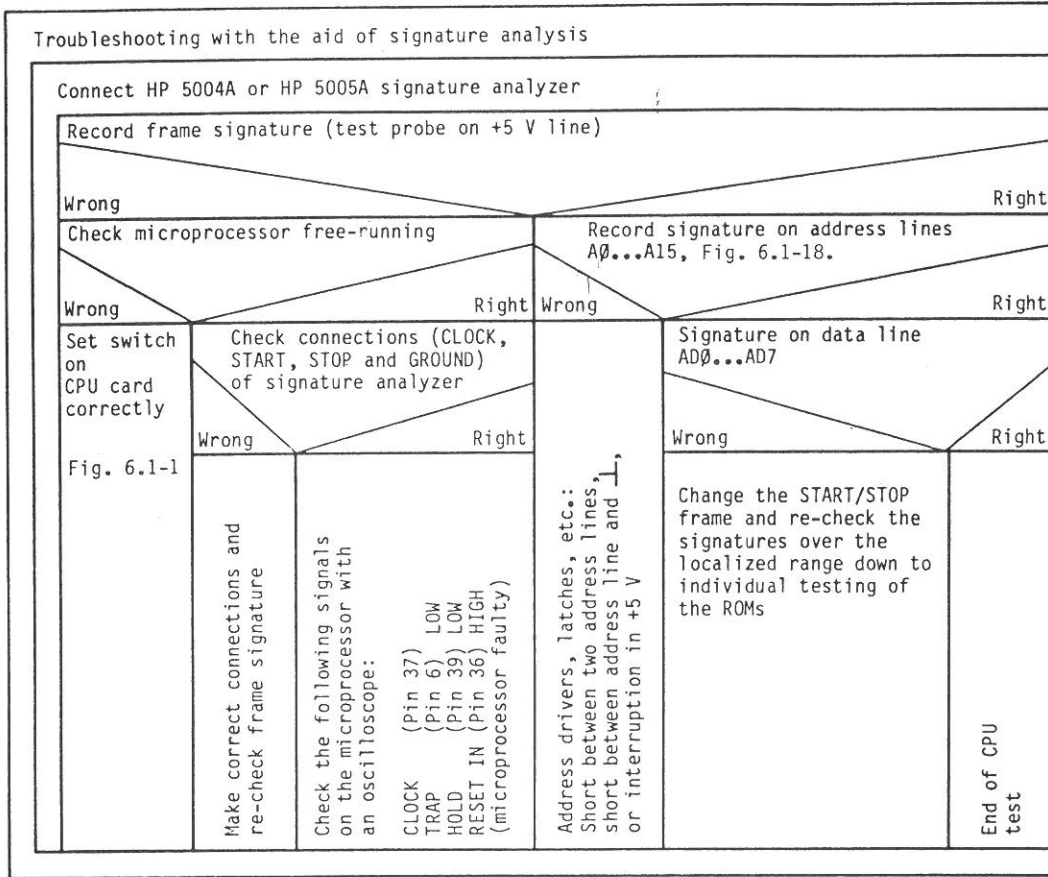 Troubleshooting with the aid of signature analysis
Connect HP 5004A or HP 5005A signature analyzer
Record frame signature (test probe on +5 V line)
Wrong
Right
Check microprocessor free-running
Record signature on address lines
AØ...A15, Fig. 6.1-18.
Wrong
Right
Wrong
Right
Set switch
on
CPU card
correctly
Fig. 6.1-1
Check connections (CLOCK,
START, STOP and GROUND)
of signature analyzer
Signature on data line
ADØ...AD7
Wrong
Right
Wrong
Right
Make correct connections and
re-check frame signature
Check the following signals
on the microprocessor with
an oscilloscope:
CLOCK (Pin 37)
TRAP (Pin 6) LOW
HOLD (Pin 39) LOW
RESET IN (Pin 36) HIGH
(microprocessor faulty)
Address drivers, latches, etc.:
Short between two address lines,
short between address line and ⊥,
or interruption in +5 V
Change the START/STOP
frame and re-check the
signatures over the
localized range down to
individual testing of
the ROMs
End of CPU
test